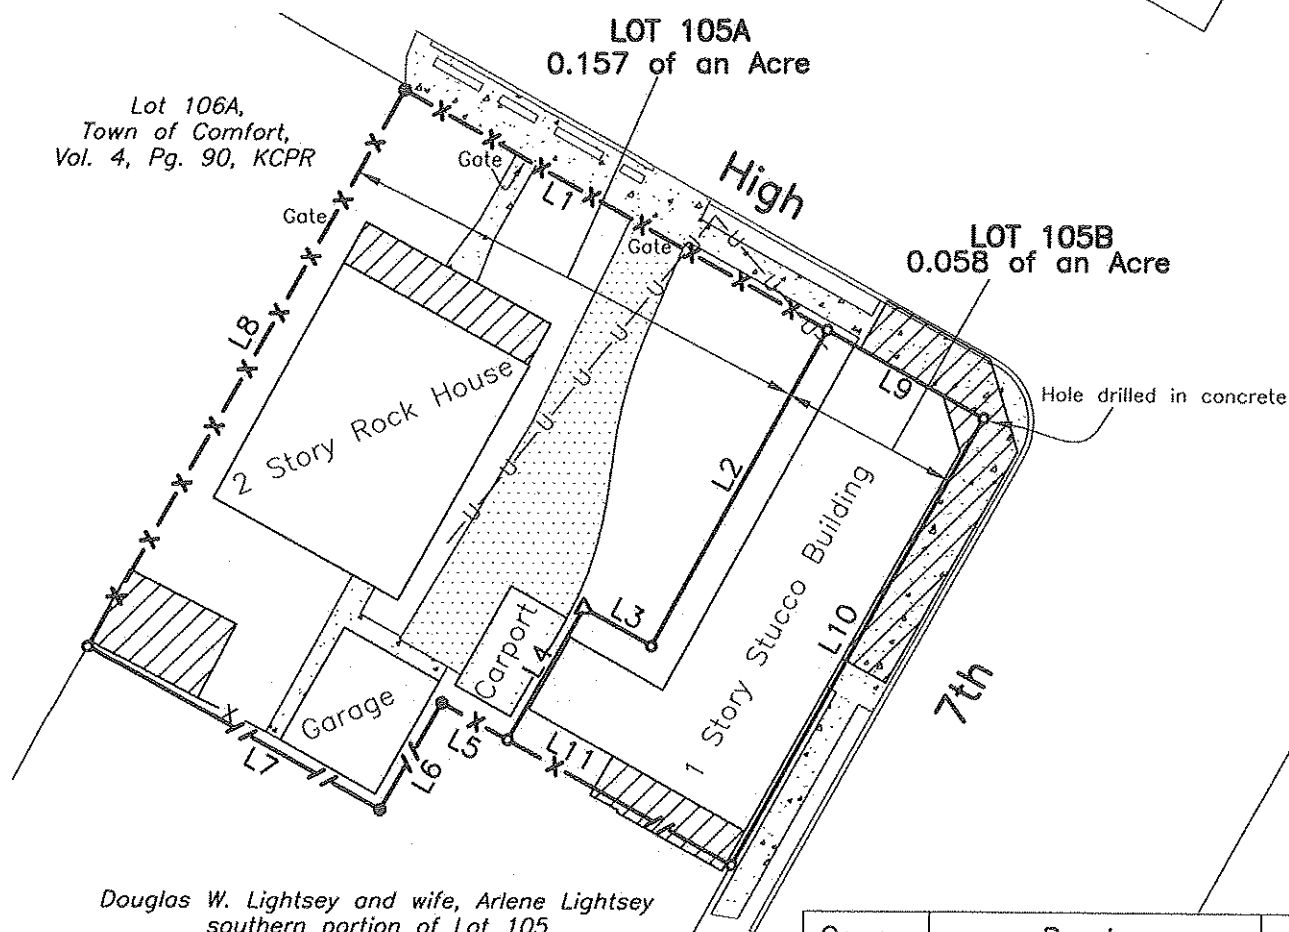 LOT 105A
0.157 of an Acre
Lot 106A,
Town of Comfort,
Vol. 4, Pg. 90, KCPR
High
Gate
L1
Gate
Gate
LOT 105B
0.058 of an Acre
U
U
U
U
U
U
U
U
U
L8
2 Story Rock House
L9
Hole drilled in concrete
L2
1 Story Stucco Building
L10
L3
Carport
L4
7th
Garage
L5
L11
L7
L6
Douglas W. Lightsey and wife, Arlene Lightsey
southern portion of Lot 105